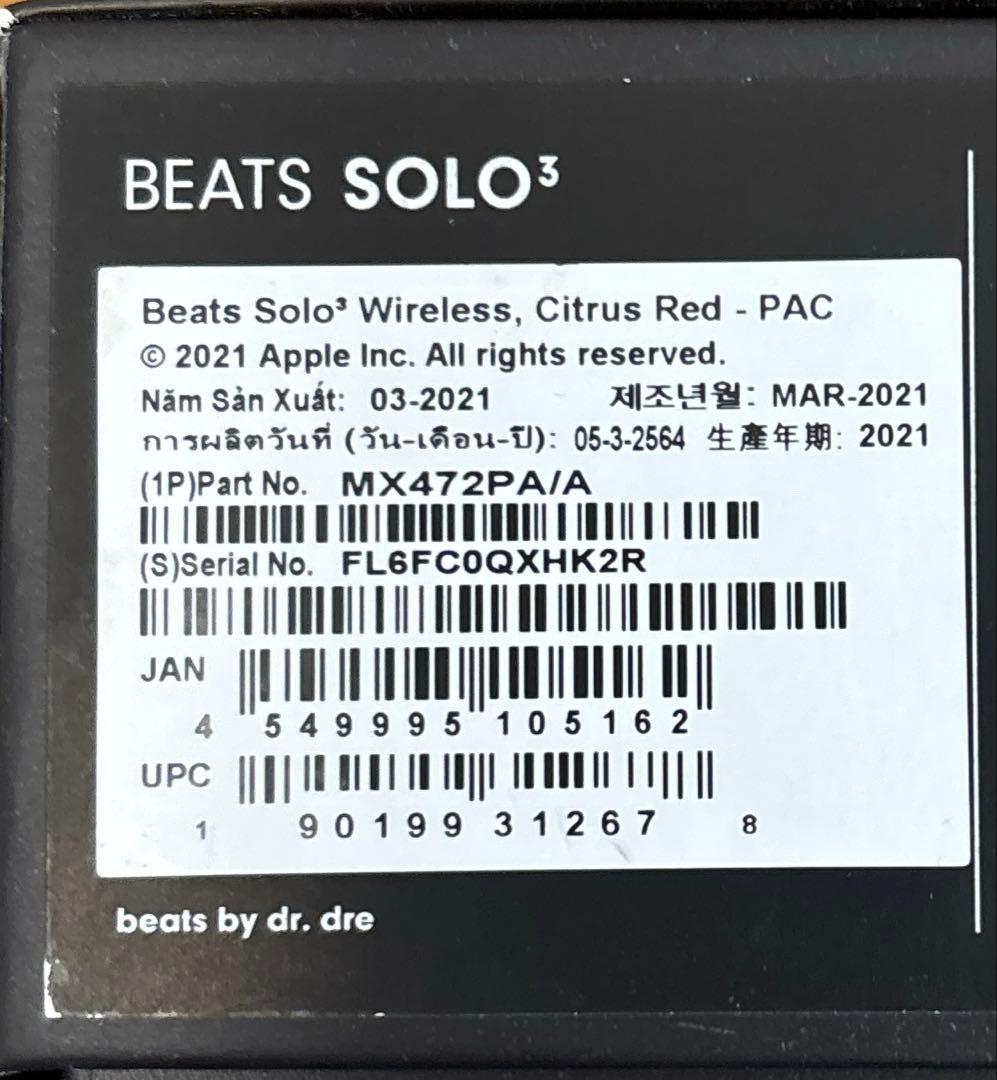 BEATS SOLO³
Beats Solo³ Wireless, Citrus Red - PAC
© 2021 Apple Inc. All rights reserved.
Năm Sản Xuất: 03-2021 제조년월: MAR-2021
การผลิตวันที่ (วัน-เดือน-ปี): 05-3-2564 生產年期: 2021
(1P)Part No. MX472PA/A
(S)Serial No. FL6FC0QXHK2R
JAN
4 549995 105162
UPC
1 90199 31267 8
beats by dr. dre